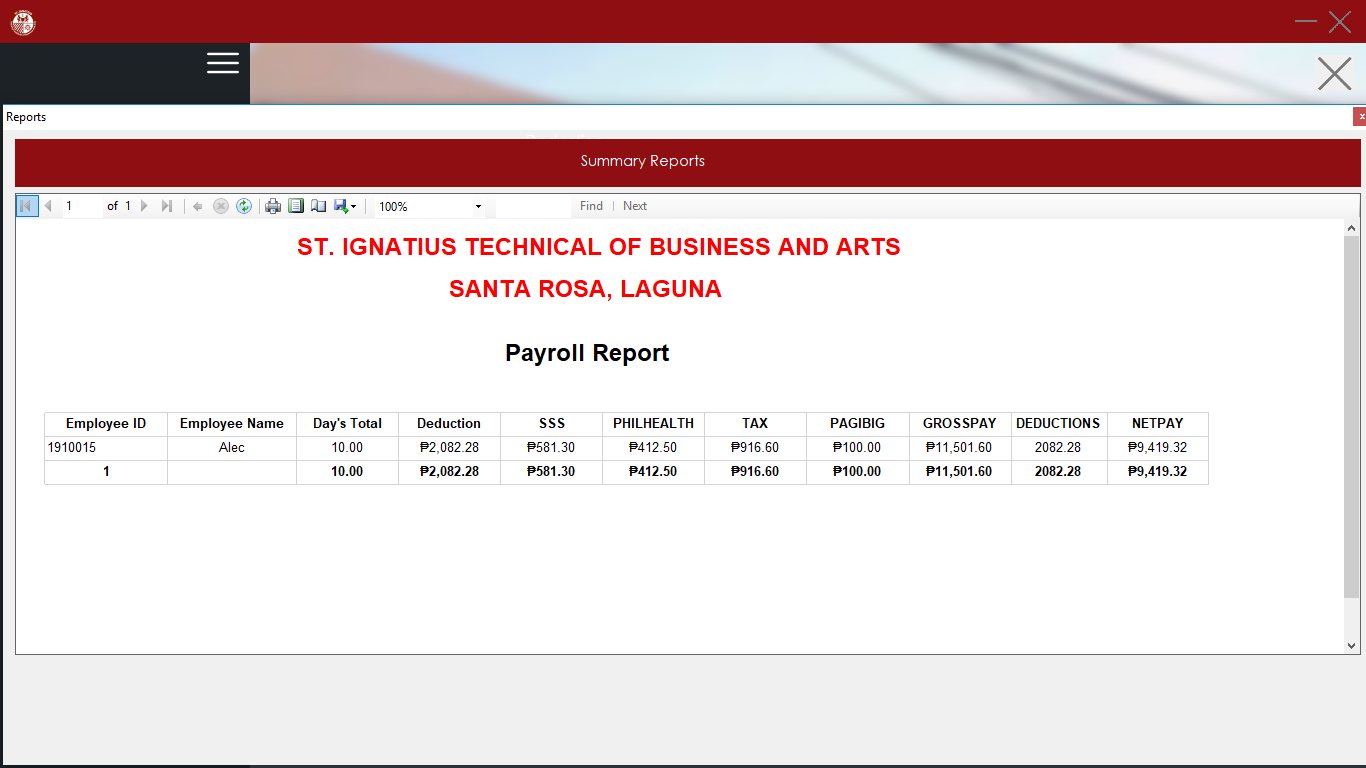 Reports
Summary Reports
1 of 1 100% Find Next
ST. IGNATIUS TECHNICAL OF BUSINESS AND ARTS
SANTA ROSA, LAGUNA
Payroll Report
Employee ID Employee Name Day's Total Deduction SSS PHILHEALTH TAX PAGIBIG GROSSPAY DEDUCTIONS NETPAY
1910015 Alec 10.00 ₱2,082.28 ₱581.30 ₱412.50 ₱916.60 ₱100.00 ₱11,501.60 2082.28 ₱9,419.32
1 10.00 ₱2,082.28 ₱581.30 ₱412.50 ₱916.60 ₱100.00 ₱11,501.60 2082.28 ₱9,419.32